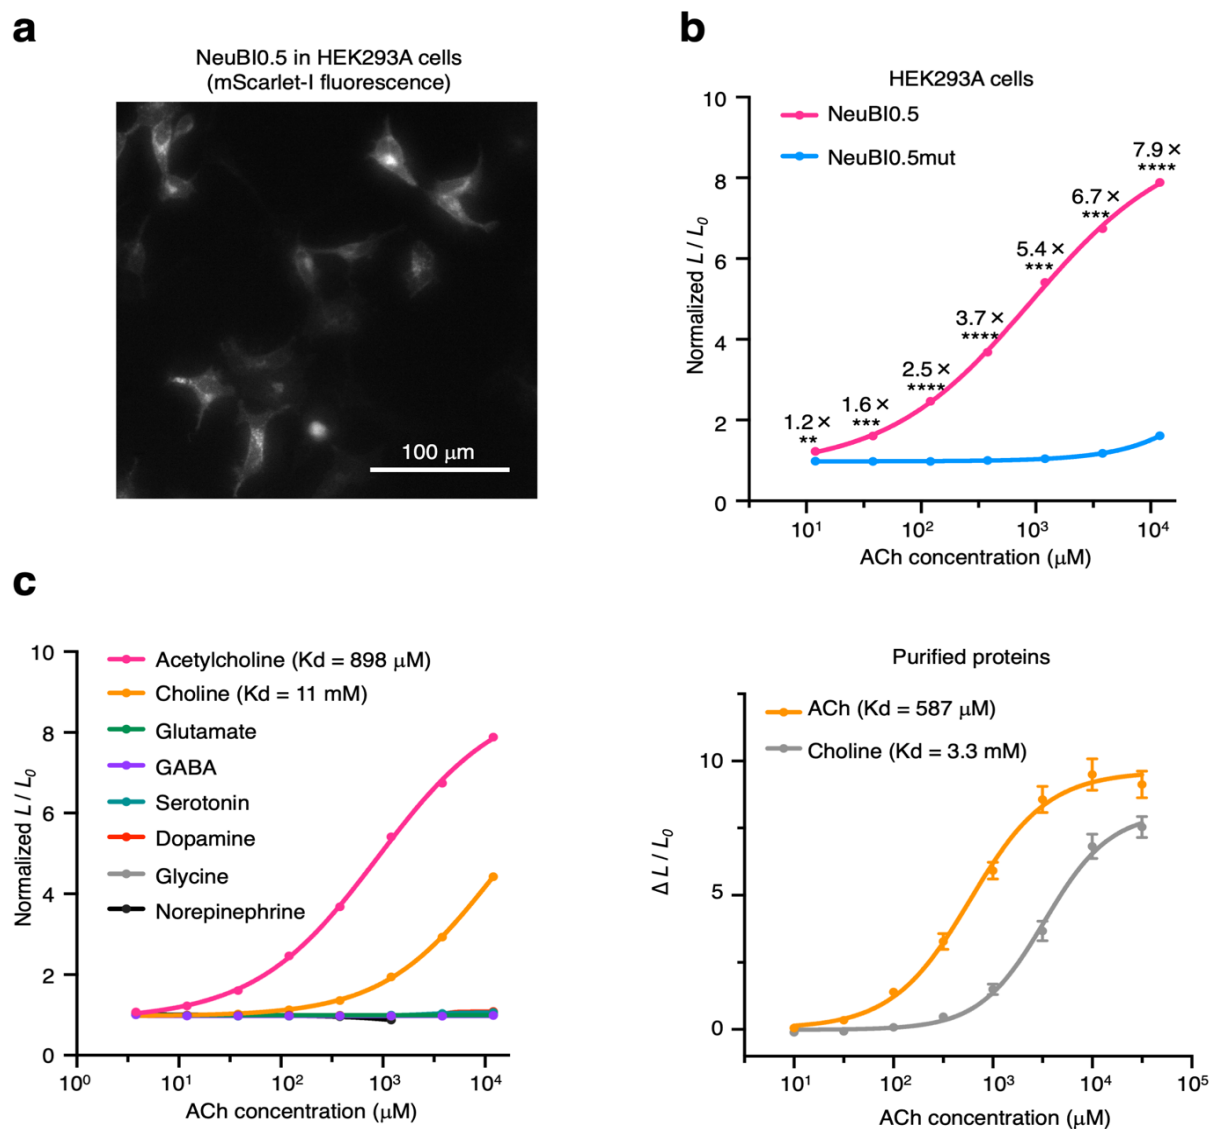 a
NeuBI0.5 in HEK293A cells
(mScarlet-I fluorescence)
100 μm
b
HEK293A cells
NeuBI0.5
NeuBI0.5mut
Normalized L / L0
10
8
6
4
2
0
1.2 ×
**
1.6 ×
***
2.5 ×
****
3.7 ×
****
5.4 ×
***
6.7 ×
***
7.9 ×
****
10¹
10²
10³
10⁴
ACh concentration (μM)
c
Normalized L / L0
10
8
6
4
2
0
Acetylcholine (Kd = 898 μM)
Choline (Kd = 11 mM)
Glutamate
GABA
Serotonin
Dopamine
Glycine
Norepinephrine
10⁰
10¹
10²
10³
10⁴
ACh concentration (μM)
Purified proteins
ACh (Kd = 587 μM)
Choline (Kd = 3.3 mM)
Δ L / L0
10
5
0
10¹
10²
10³
10⁴
10⁵
ACh concentration (μM)